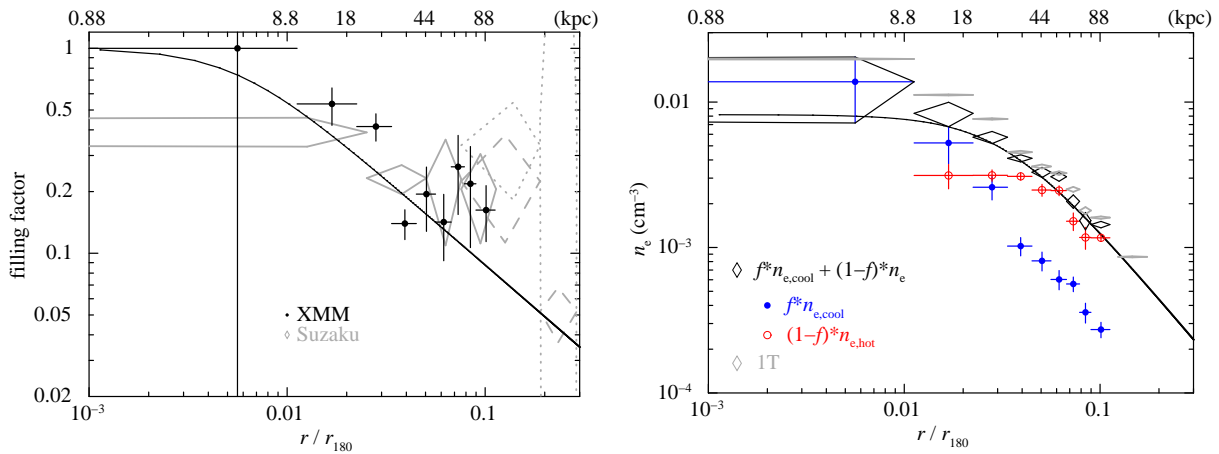 0.88 8.8 18 44 88 (kpc)
1
0.5
0.2
0.1
0.05
0.02
filling factor
XMM
Suzaku
10⁻³ 0.01 0.1
r / r₁₈₀
0.88 8.8 18 44 88 (kpc)
0.01
10⁻³
10⁻⁴
nₑ (cm⁻³)
f*nₑ,cool + (1–f)*nₑ
f*nₑ,cool
(1–f)*nₑ,hot
1T
10⁻³ 0.01 0.1
r / r₁₈₀